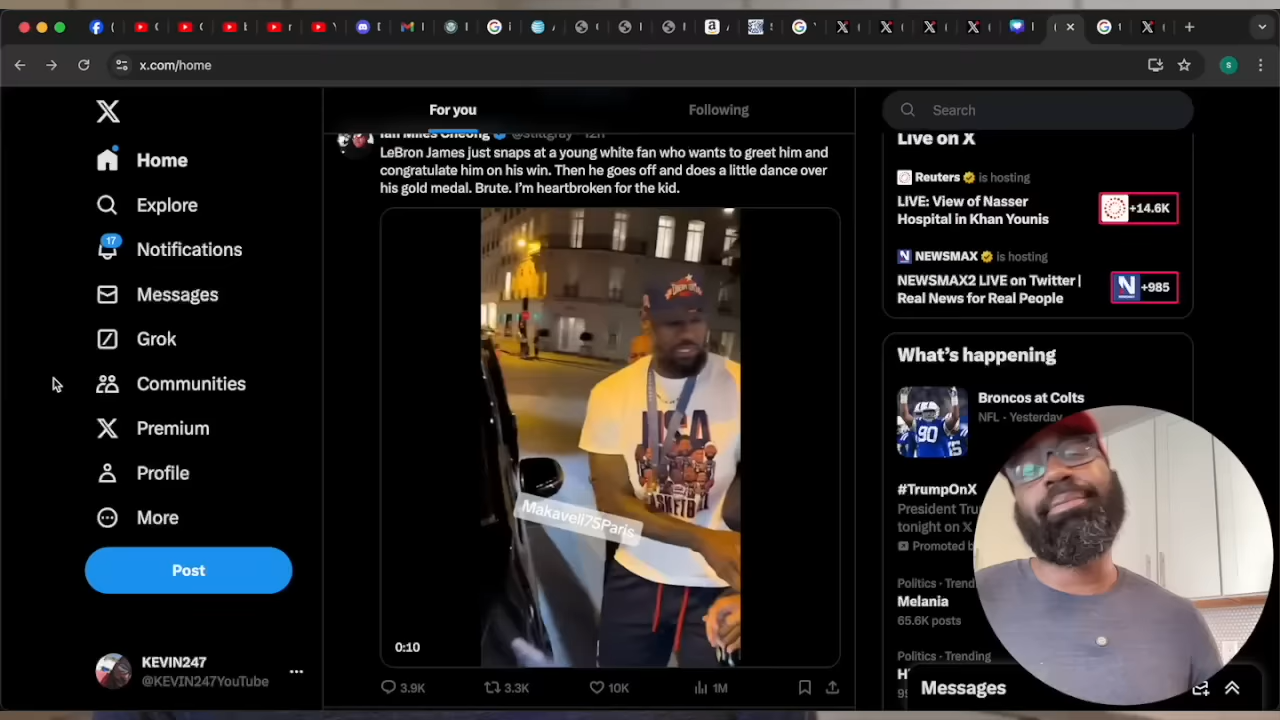 x.com/home
S
Home
Explore
17
Notifications
Messages
Grok
Communities
Premium
Profile
More
Post
KEVIN247
@KEVIN247YouTube
For you
Following
Ian Miles Cheong @stillgray · 12h
LeBron James just snaps at a young white fan who wants to greet him and
congratulate him on his win. Then he goes off and does a little dance over
his gold medal. Brute. I'm heartbroken for the kid.
USA
BASKETBALL
Makaveli75Paris
0:10
3.9K
3.3K
10K
1M
Search
Live on X
Reuters is hosting
LIVE: View of Nasser
Hospital in Khan Younis
+14.6K
NEWSMAX is hosting
NEWSMAX2 LIVE on Twitter |
Real News for Real People
+985
What's happening
Broncos at Colts
NFL · Yesterday
#TrumpOnX
President
tonight on X
Promoted
Politics ·
Melania
65.6K posts
Politics · Trending
Messages